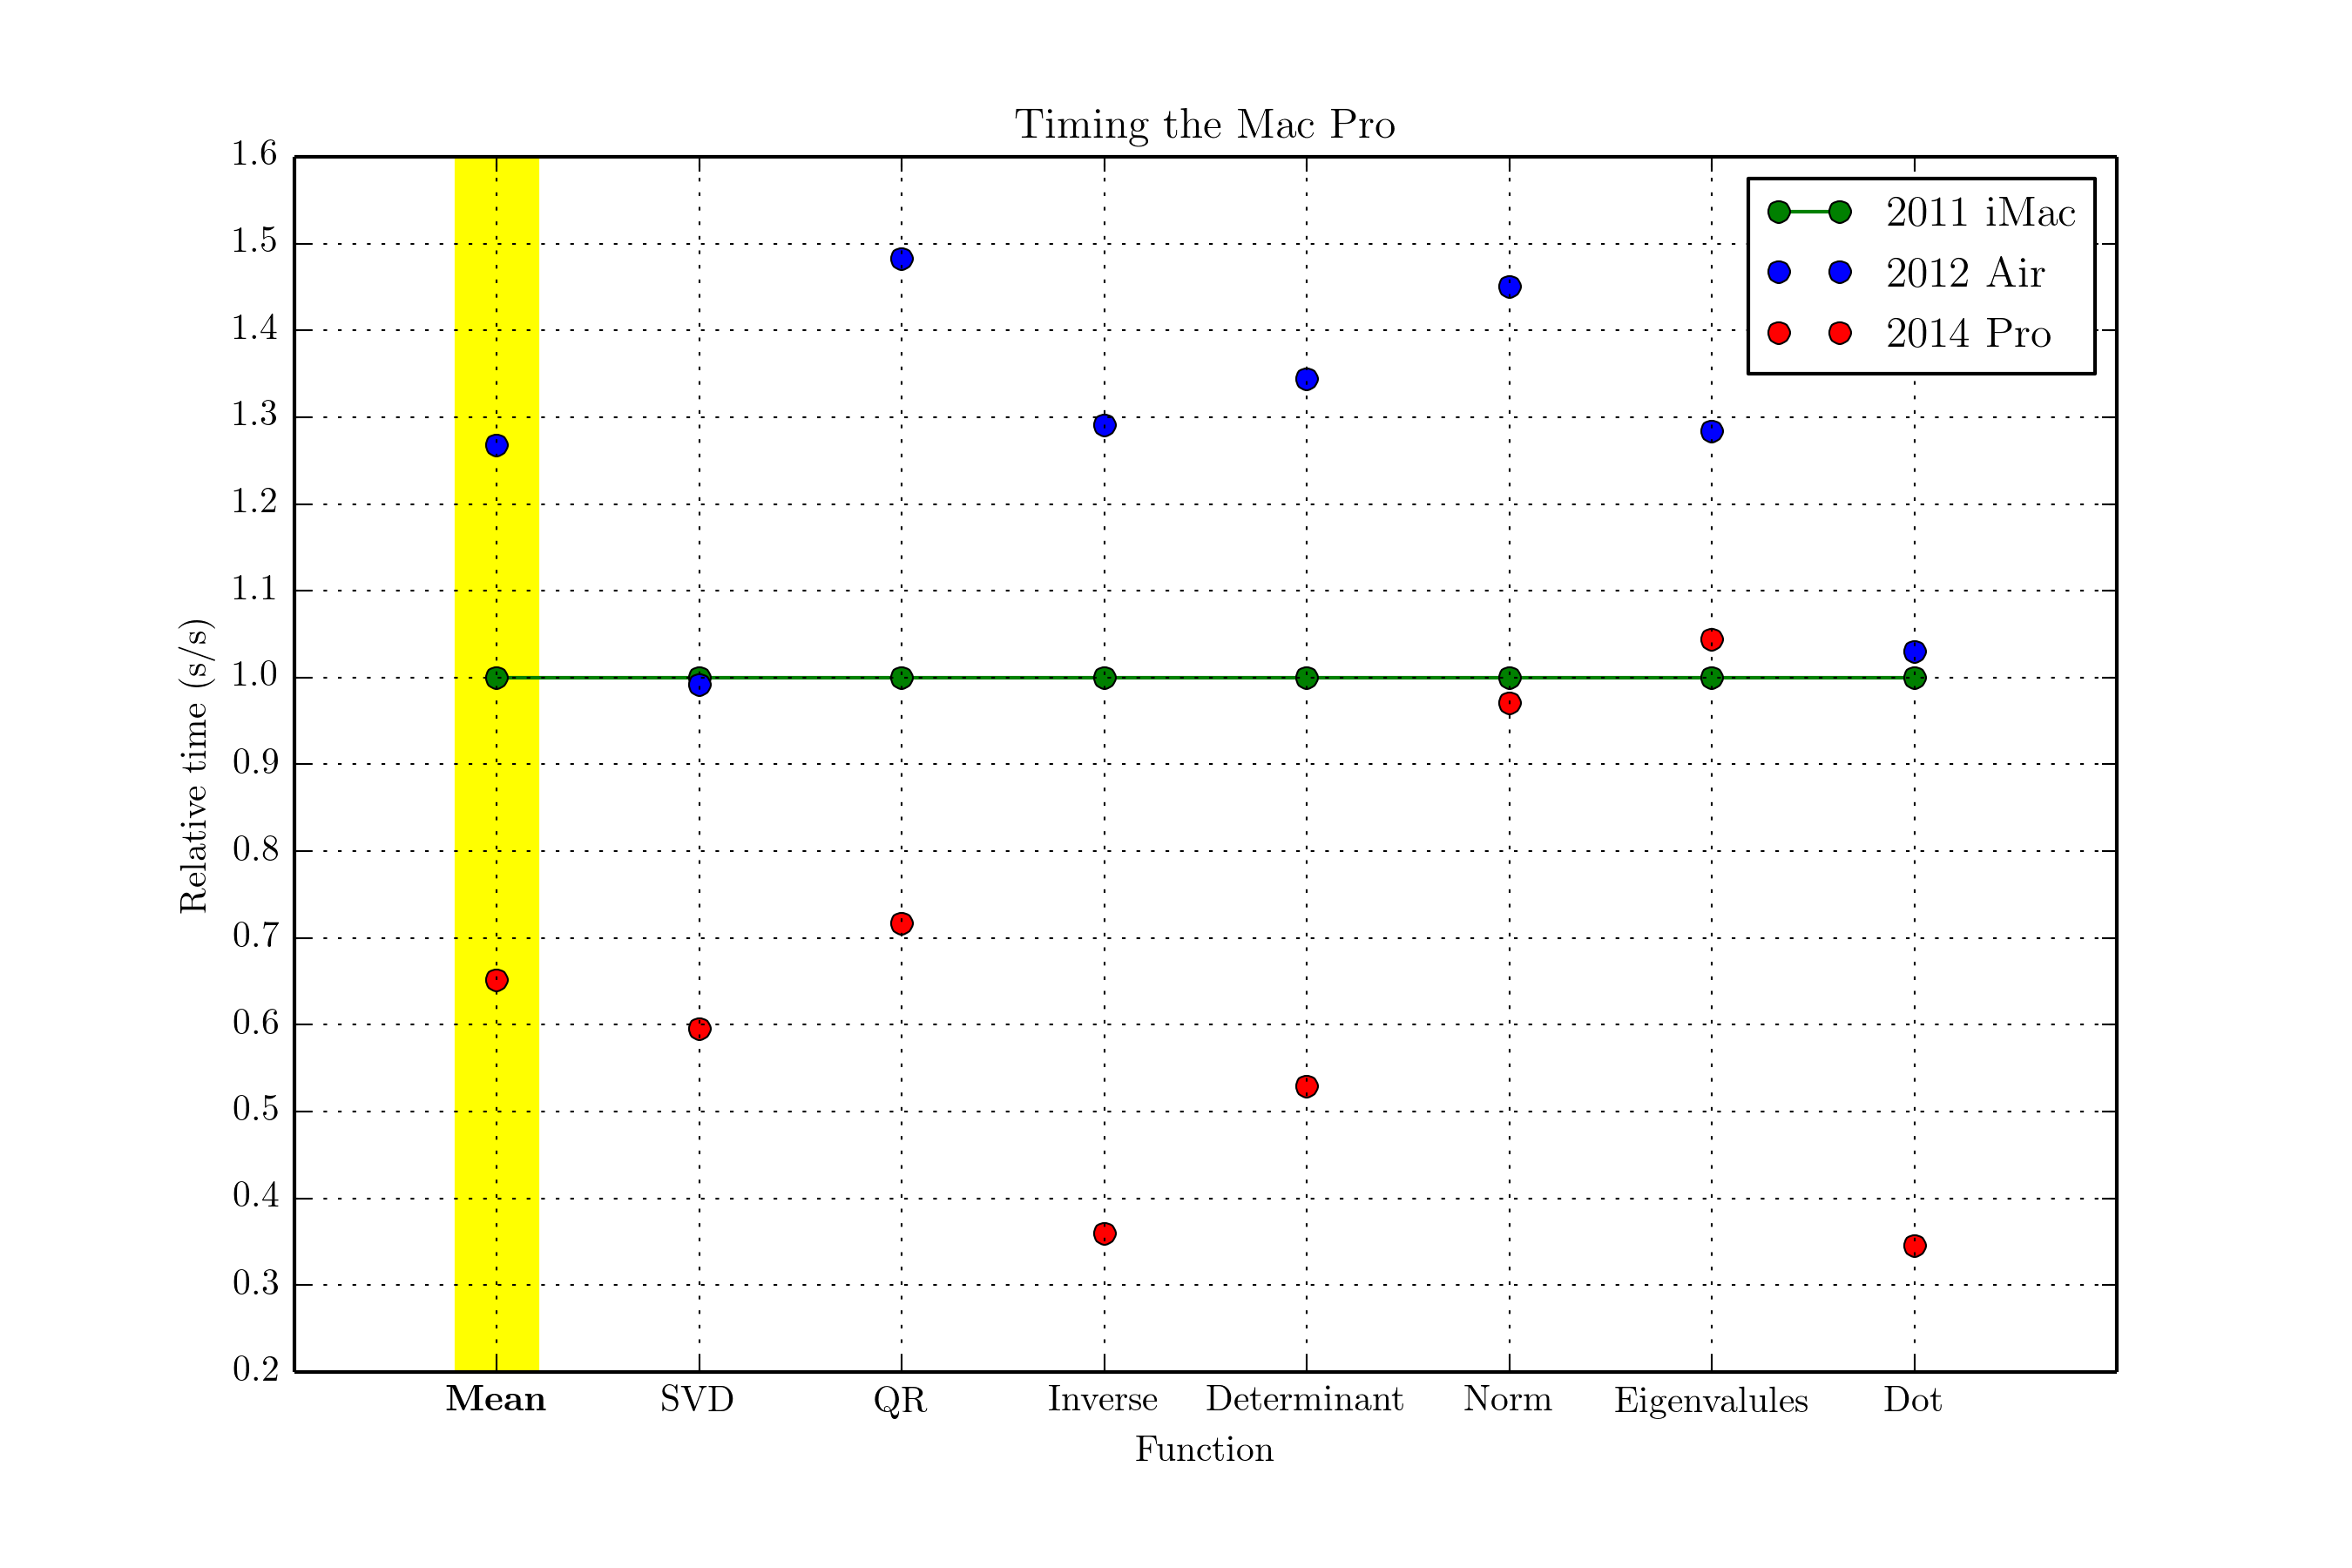 Timing the Mac Pro
1.6
1.5
1.4
1.3
1.2
1.1
1.0
0.9
0.8
0.7
0.6
0.5
0.4
0.3
0.2
Relative time (s/s)
2011 iMac
2012 Air
2014 Pro
Mean SVD QR Inverse Determinant Norm Eigenvalules Dot
Function